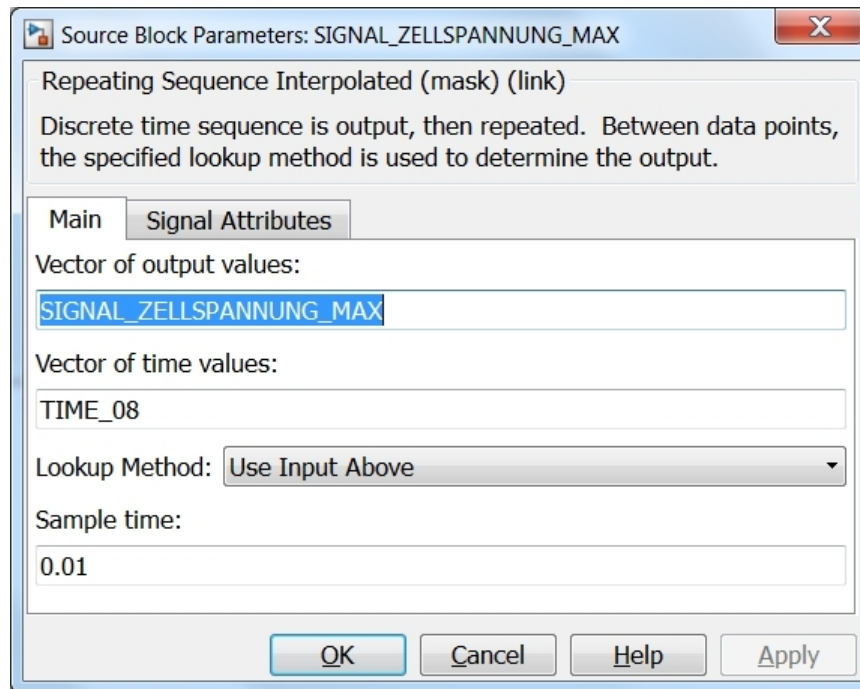 Source Block Parameters: SIGNAL_ZELLSPANNUNG_MAX
Repeating Sequence Interpolated (mask) (link)
Discrete time sequence is output, then repeated.  Between data points,
the specified lookup method is used to determine the output.
Main Signal Attributes
Vector of output values:
SIGNAL_ZELLSPANNUNG_MAX
Vector of time values:
TIME_08
Lookup Method: Use Input Above
Sample time:
0.01
OK Cancel Help Apply